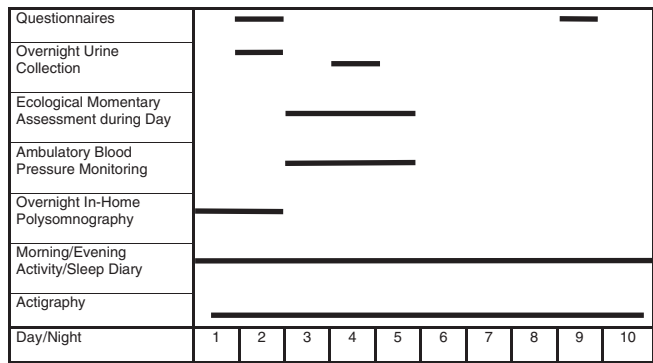 Questionnaires
Overnight Urine
Collection
Ecological Momentary
Assessment during Day
Ambulatory Blood
Pressure Monitoring
Overnight In-Home
Polysomnography
Morning/Evening
Activity/Sleep Diary
Actigraphy
Day/Night 1 2 3 4 5 6 7 8 9 10